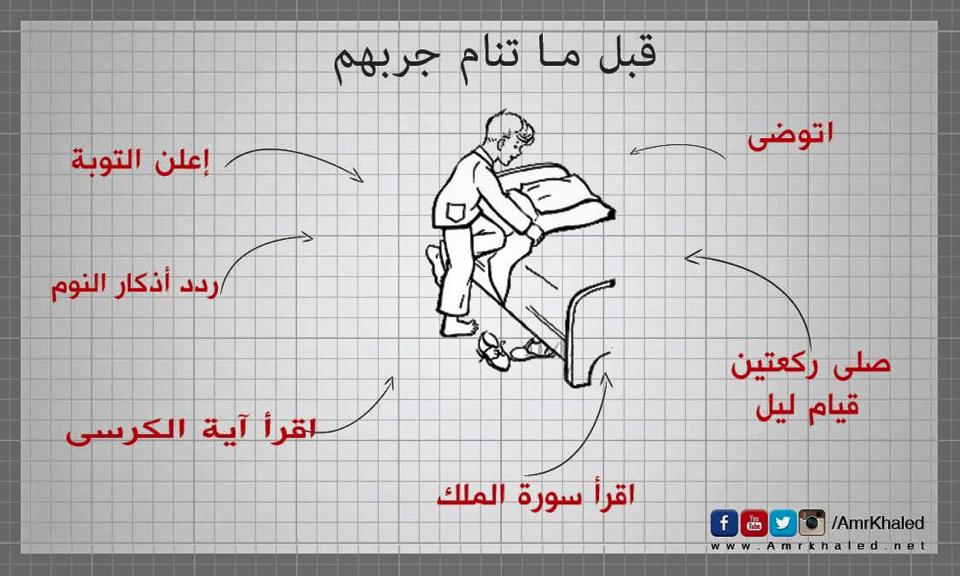 قبل ما تنام جربهم
اتوضى
إعلن التوبة
ردد أذكار النوم
صلى ركعتين
قيام ليل
اقرأ آية الكرسى
اقرأ سورة الملك
You Tube
/AmrKhaled
www.Amrkhaled.net